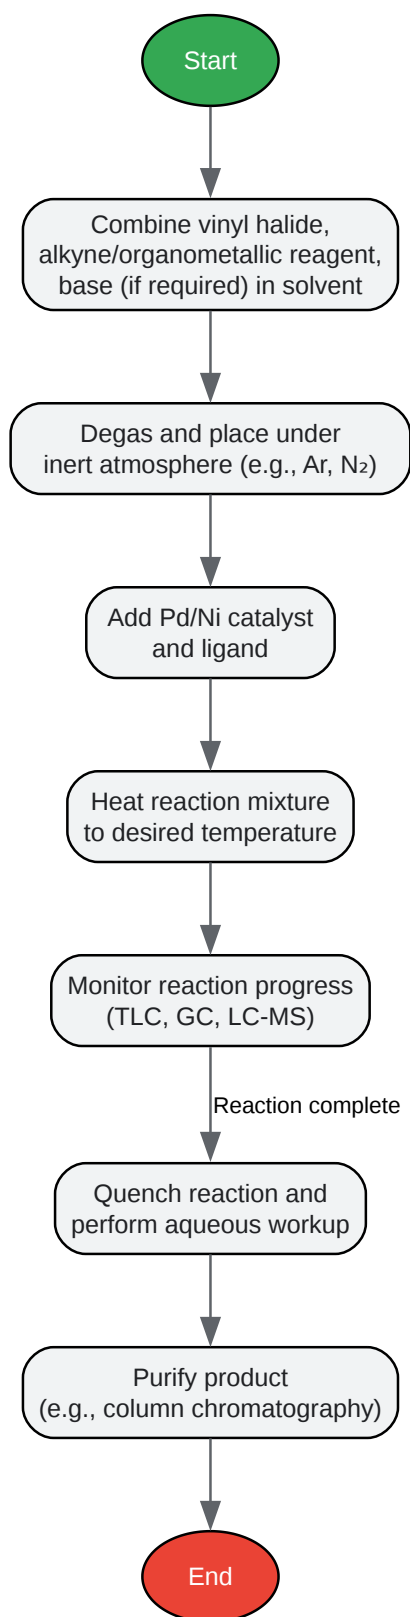 Start
Combine vinyl halide,
alkyne/organometallic reagent,
base (if required) in solvent
Degas and place under
inert atmosphere (e.g., Ar, N₂)
Add Pd/Ni catalyst
and ligand
Heat reaction mixture
to desired temperature
Monitor reaction progress
(TLC, GC, LC-MS)
Reaction complete
Quench reaction and
perform aqueous workup
Purify product
(e.g., column chromatography)
End